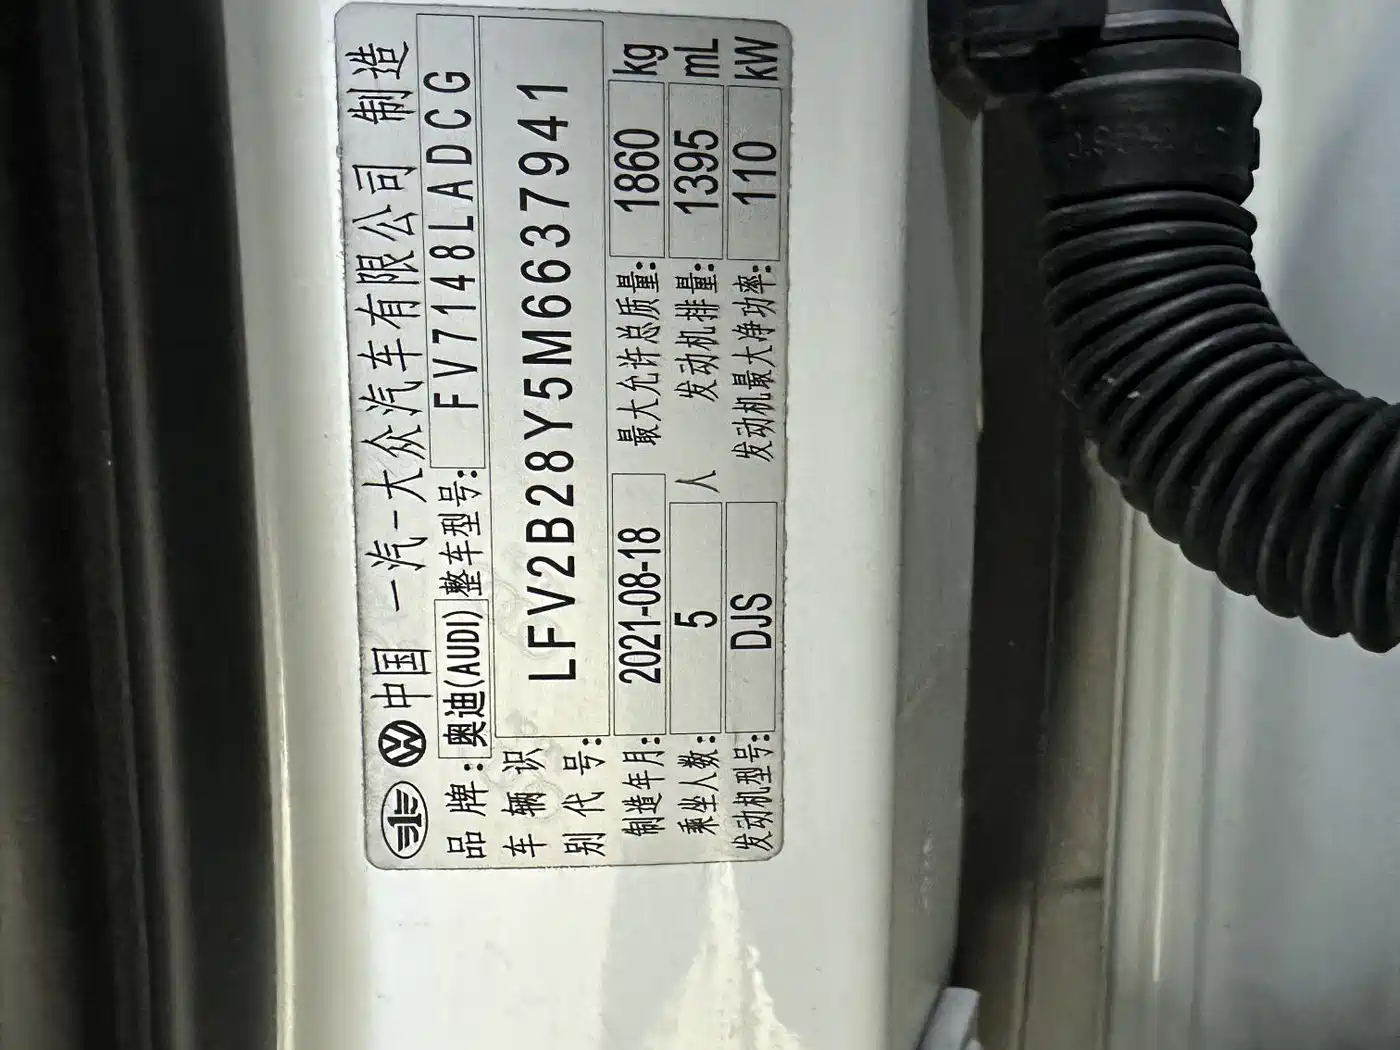 中国 一汽-大众汽车有限公司 制造
品牌: 奥迪(AUDI) 整车型号: FV7148LADCG
车辆识别代号: LFV2B28Y5M6637941
制造年月: 2021-08-18 最大允许总质量: 1860 kg
乘坐人数: 5 人 发动机排量: 1395 mL
发动机型号: DJS 发动机最大净功率: 110 kW